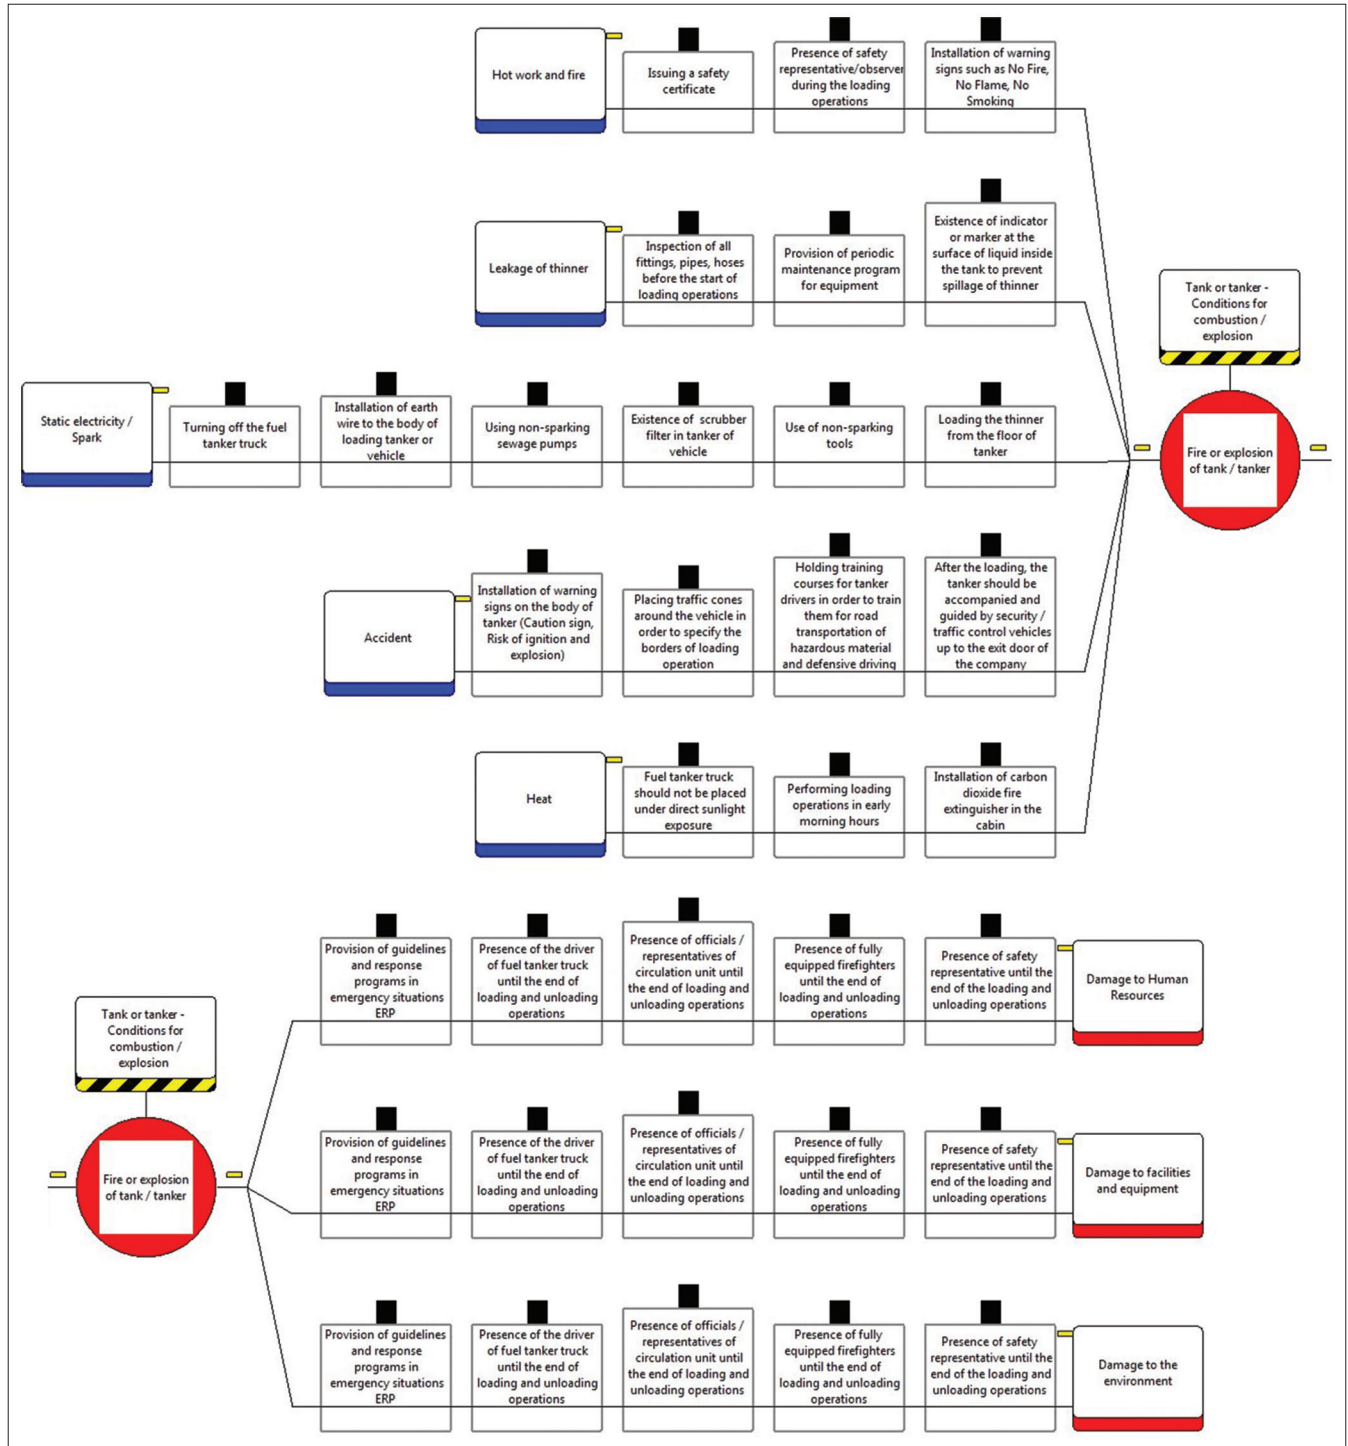 Hot work and fire
Issuing a safety
certificate
Presence of safety
representative/observer
during the loading
operations
Installation of warning
signs such as No Fire,
No Flame, No
Smoking
Leakage of thinner
Inspection of all
fittings, pipes, hoses
before the start of
loading operations
Provision of periodic
maintenance program
for equipment
Existence of indicator
or marker at the
surface of liquid inside
the tank to prevent
spillage of thinner
Tank or tanker -
Conditions for
combustion /
explosion
Static electricity /
Spark
Turning off the fuel
tanker truck
Installation of earth
wire to the body of
loading tanker or
vehicle
Using non-sparking
sewage pumps
Existence of scrubber
filter in tanker of
vehicle
Use of non-sparking
tools
Loading the thinner
from the floor of
tanker
Fire or explosion
of tank / tanker
Accident
Installation of warning
signs on the body of
tanker (Caution sign,
Risk of ignition and
explosion)
Placing traffic cones
around the vehicle in
order to specify the
borders of loading
operation
Holding training
courses for tanker
drivers in order to train
them for road
transportation of
hazardous material
and defensive driving
After the loading, the
tanker should be
accompanied and
guided by security /
traffic control vehicles
up to the exit door of
the company
Heat
Fuel tanker truck
should not be placed
under direct sunlight
exposure
Performing loading
operations in early
morning hours
Installation of carbon
dioxide fire
extinguisher in the
cabin
Tank or tanker -
Conditions for
combustion /
explosion
Fire or explosion
of tank / tanker
Provision of guidelines
and response
programs in
emergency situations
ERP
Presence of the driver
of fuel tanker truck
until the end of
loading and unloading
operations
Presence of officials /
representatives of
circulation unit until
the end of loading and
unloading operations
Presence of fully
equipped firefighters
until the end of
loading and unloading
operations
Presence of safety
representative until the
end of the loading and
unloading operations
Damage to Human
Resources
Provision of guidelines
and response
programs in
emergency situations
ERP
Presence of the driver
of fuel tanker truck
until the end of
loading and unloading
operations
Presence of officials /
representatives of
circulation unit until
the end of loading and
unloading operations
Presence of fully
equipped firefighters
until the end of
loading and unloading
operations
Presence of safety
representative until the
end of the loading and
unloading operations
Damage to facilities
and equipment
Provision of guidelines
and response
programs in
emergency situations
ERP
Presence of the driver
of fuel tanker truck
until the end of
loading and unloading
operations
Presence of officials /
representatives of
circulation unit until
the end of loading and
unloading operations
Presence of fully
equipped firefighters
until the end of
loading and unloading
operations
Presence of safety
representative until the
end of the loading and
unloading operations
Damage to the
environment